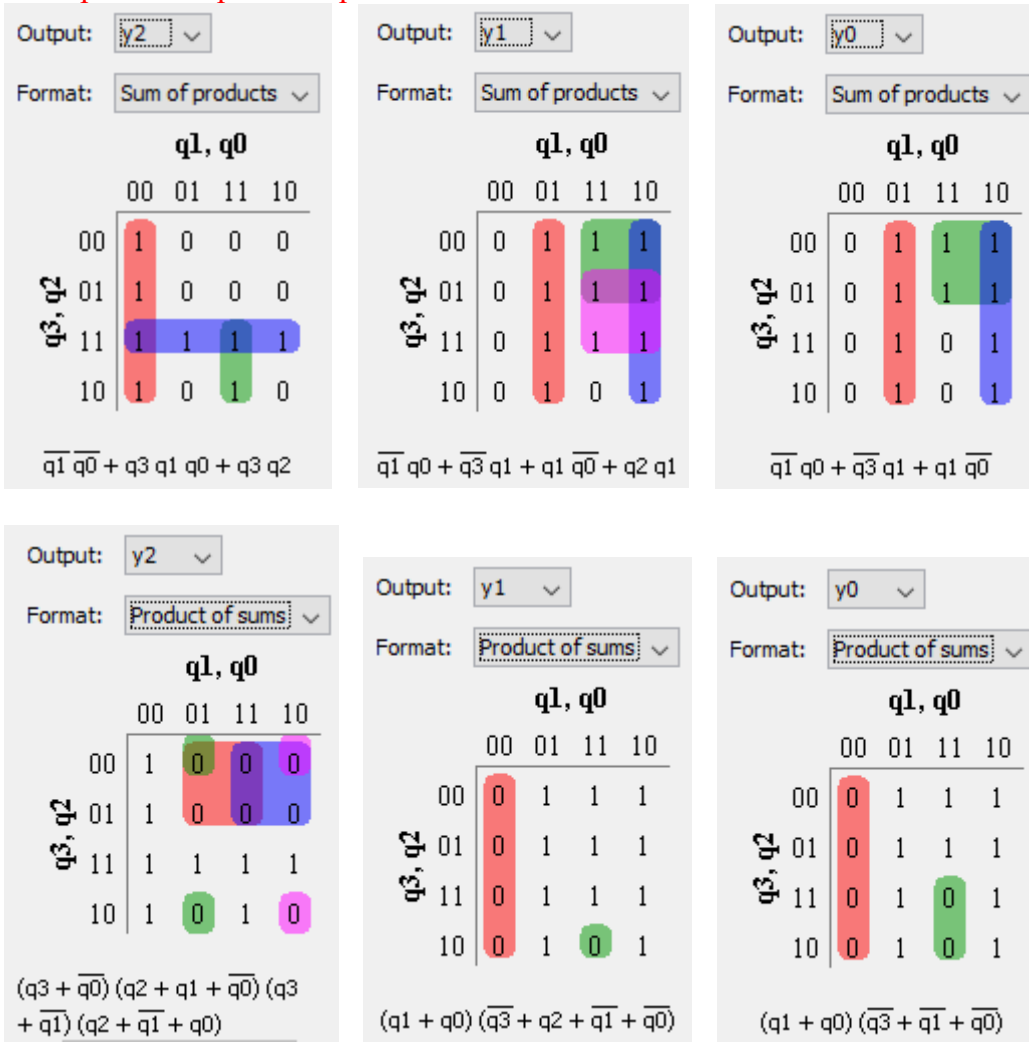 Output: y2
Format: Sum of products
q1, q0
00 01 11 10
q3, q2
00 1 0 0 0
01 1 0 0 0
11 1 1 1 1
10 1 0 1 0
q1̅ q0̅ + q3 q1 q0 + q3 q2
Output: y1
Format: Sum of products
q1, q0
00 01 11 10
q3, q2
00 0 1 1 1
01 0 1 1 1
11 0 1 1 1
10 0 1 0 1
q1̅ q0 + q3̅ q1 + q1 q0̅ + q2 q1
Output: y0
Format: Sum of products
q1, q0
00 01 11 10
q3, q2
00 0 1 1 1
01 0 1 1 1
11 0 1 0 1
10 0 1 0 1
q1̅ q0 + q3̅ q1 + q1 q0̅
Output: y2
Format: Product of sums
q1, q0
00 01 11 10
q3, q2
00 1 0 0 0
01 1 0 0 0
11 1 1 1 1
10 1 0 1 0
(q3 + q0̅) (q2 + q1 + q0̅) (q3
+ q1̅) (q2 + q1̅ + q0)
Output: y1
Format: Product of sums
q1, q0
00 01 11 10
q3, q2
00 0 1 1 1
01 0 1 1 1
11 0 1 1 1
10 0 1 0 1
(q1 + q0) (q3̅ + q2 + q1̅ + q0̅)
Output: y0
Format: Product of sums
q1, q0
00 01 11 10
q3, q2
00 0 1 1 1
01 0 1 1 1
11 0 1 0 1
10 0 1 0 1
(q1 + q0) (q3̅ + q1̅ + q0̅)